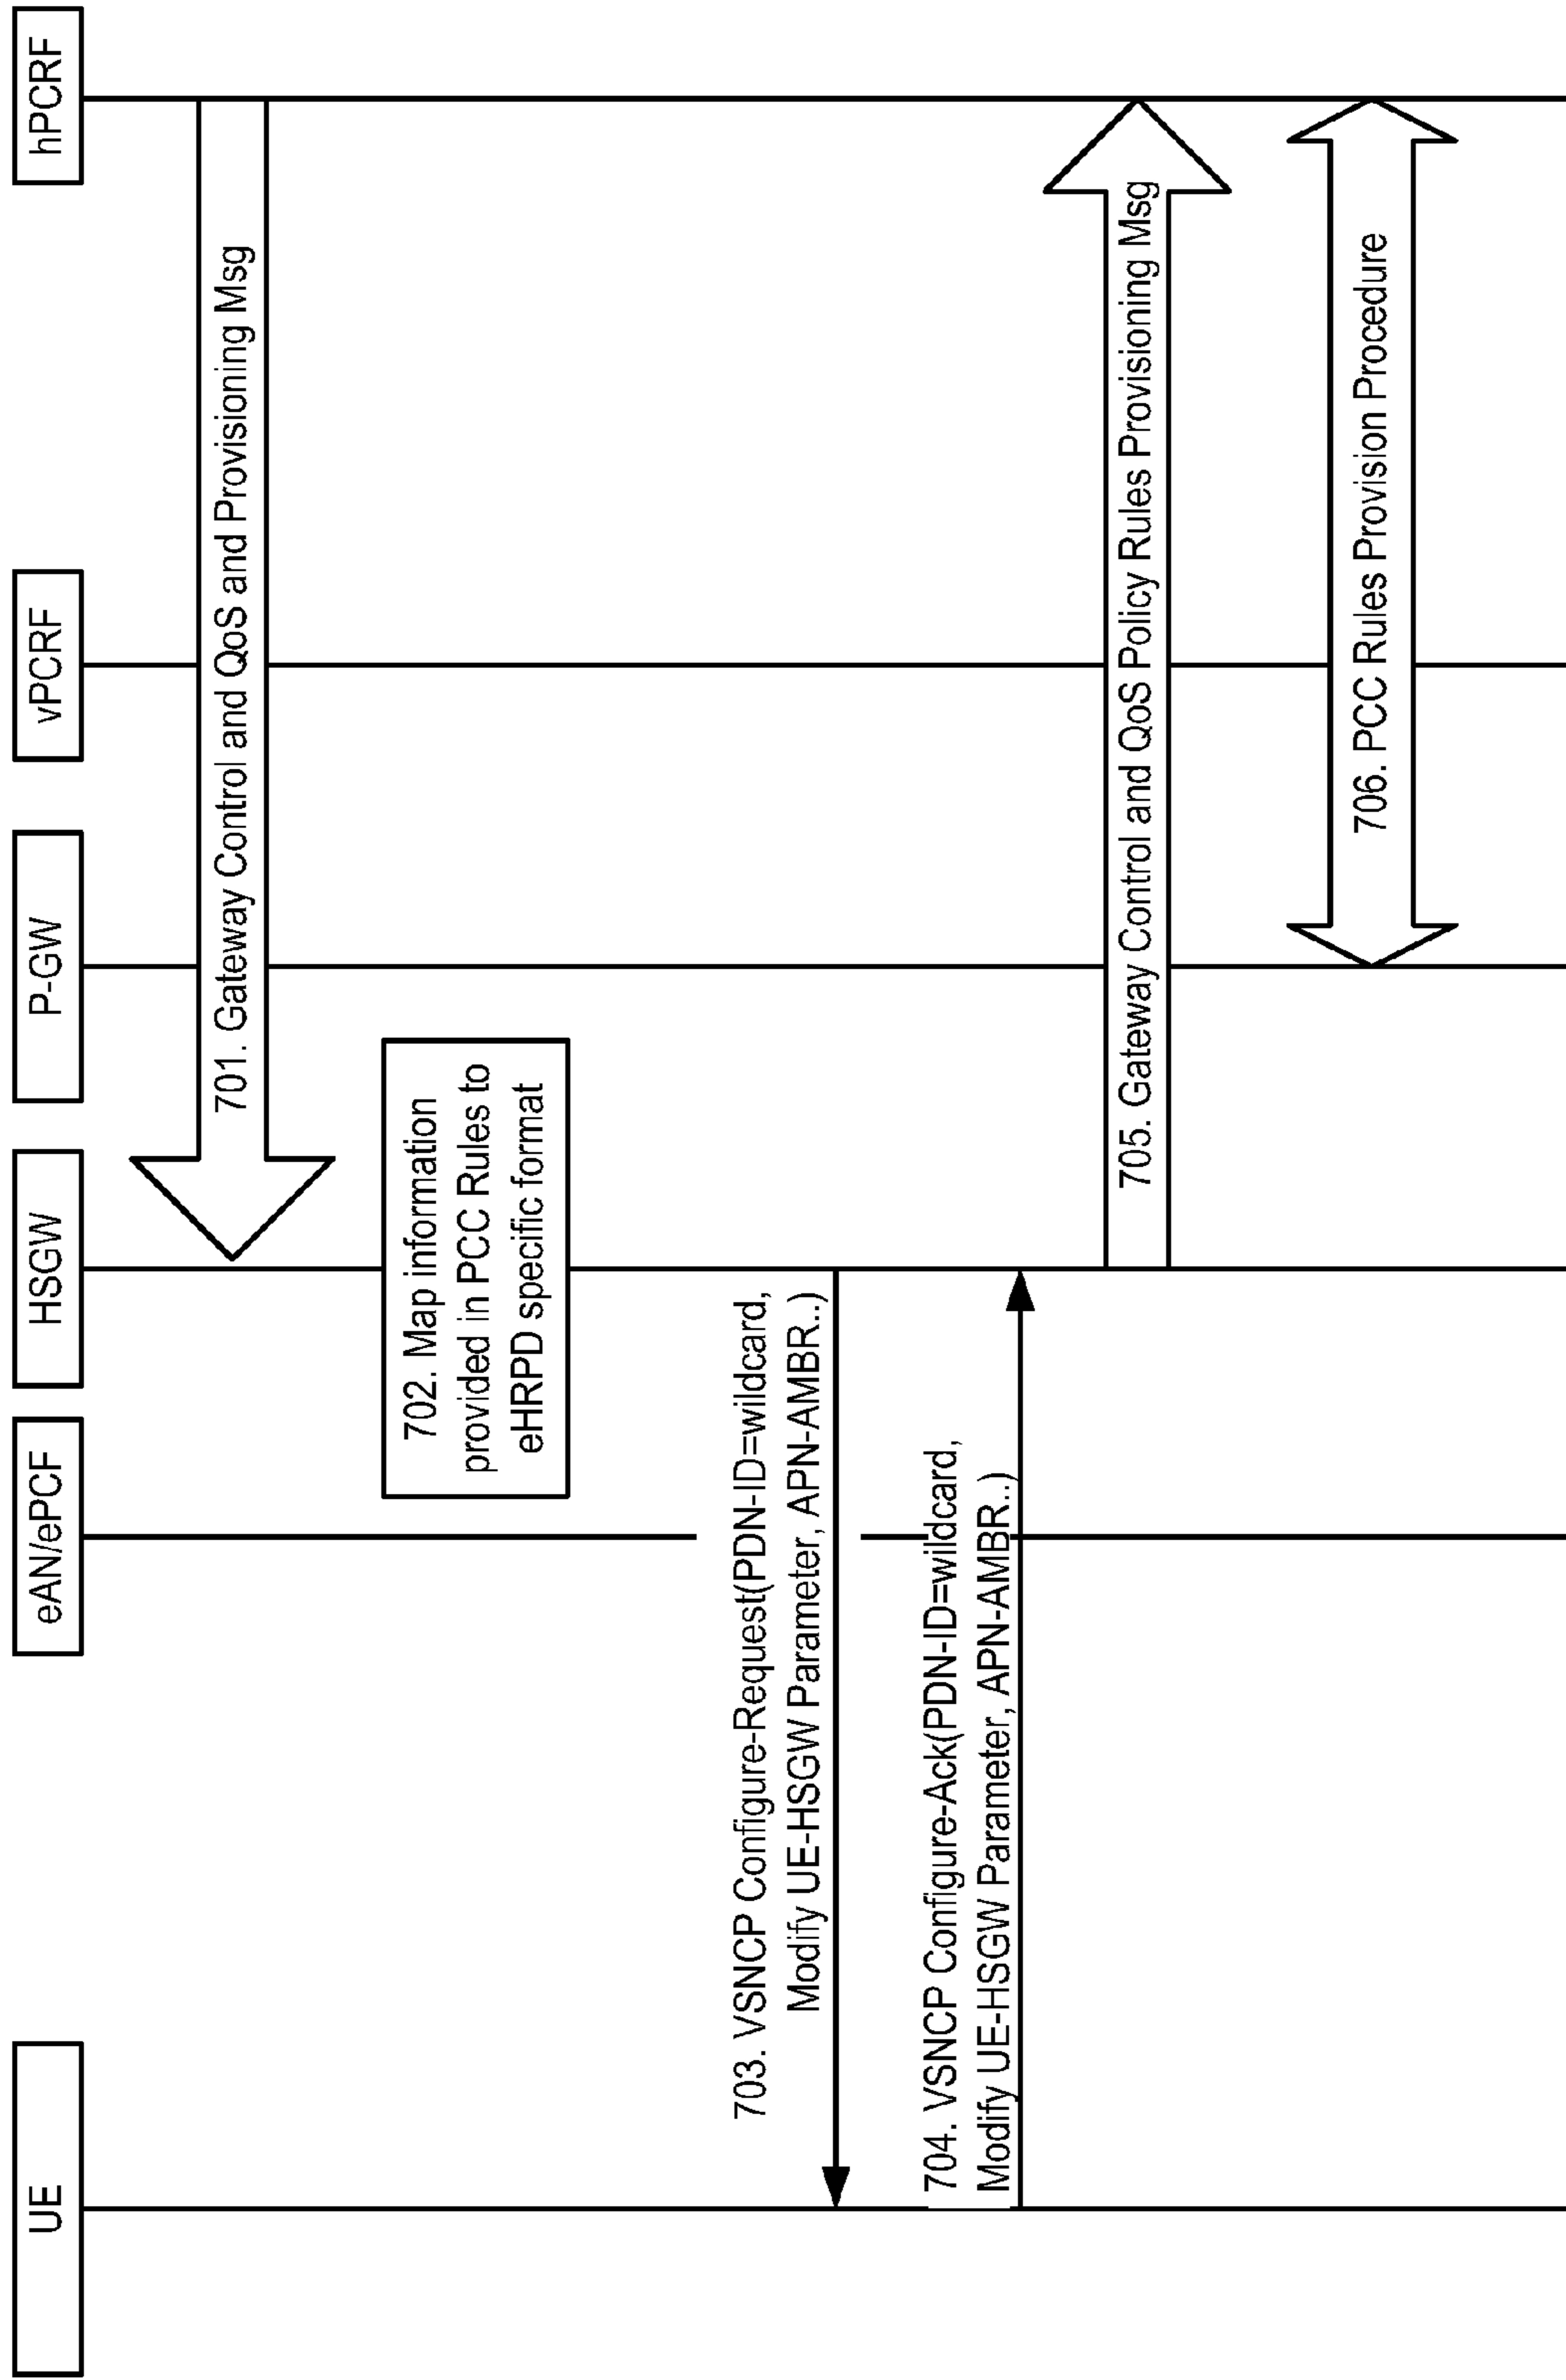 UE
eAN/ePCF
HSGW
P-GW
vPCRF
hPCRF
701. Gateway Control and QoS and Provisioning Msg
702. Map information
provided in PCC Rules to
eHRPD specific format
703. VSNCP Configure-Request(PDN-ID=wildcard,
Modify UE-HSGW Parameter, APN-AMBR..)
704. VSNCP Configure-Ack(PDN-ID=wildcard,
Modify UE-HSGW Parameter, APN-AMBR..)
705. Gateway Control and QoS Policy Rules Provisioning Msg
706. PCC Rules Provision Procedure